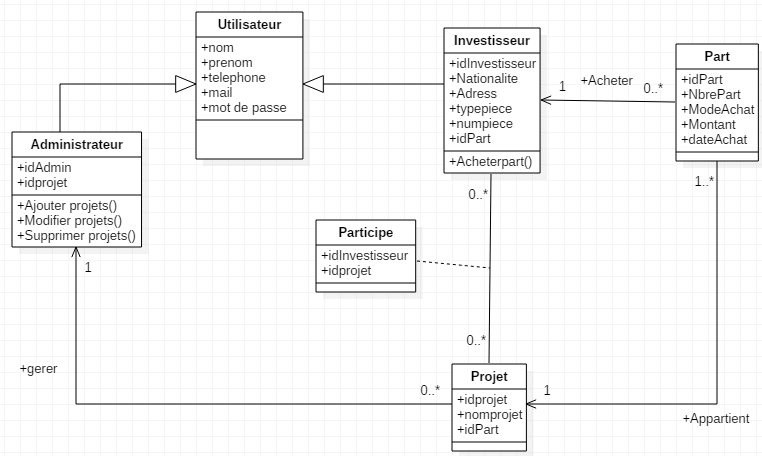 Utilisateur
+nom
+prenom
+telephone
+mail
+mot de passe
Investisseur
+idInvestisseur
+Nationalite
+Adress
+typepiece
+numpiece
+idPart
+Acheterpart()
1
+Acheter
0..*
Part
+idPart
+NbrePart
+ModeAchat
+Montant
+dateAchat
Administrateur
+idAdmin
+idprojet
+Ajouter projets()
+Modifier projets()
+Supprimer projets()
1
0..*
1..*
Participe
+idInvestisseur
+idprojet
0..*
+gerer
0..*
Projet
+idprojet
+nomprojet
+idPart
1
+Appartient